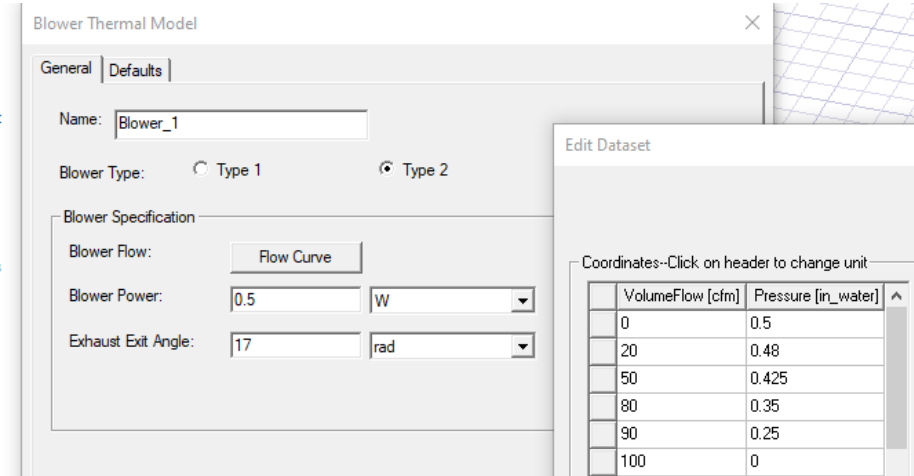 Blower Thermal Model
General Defaults
Name: Blower_1
Blower Type: Type 1 Type 2
Blower Specification
Blower Flow: Flow Curve
Blower Power: 0.5 W
Exhaust Exit Angle: 17 rad
Edit Dataset
Coordinates--Click on header to change unit
VolumeFlow [cfm] Pressure [in_water]
0 0.5
20 0.48
50 0.425
80 0.35
90 0.25
100 0